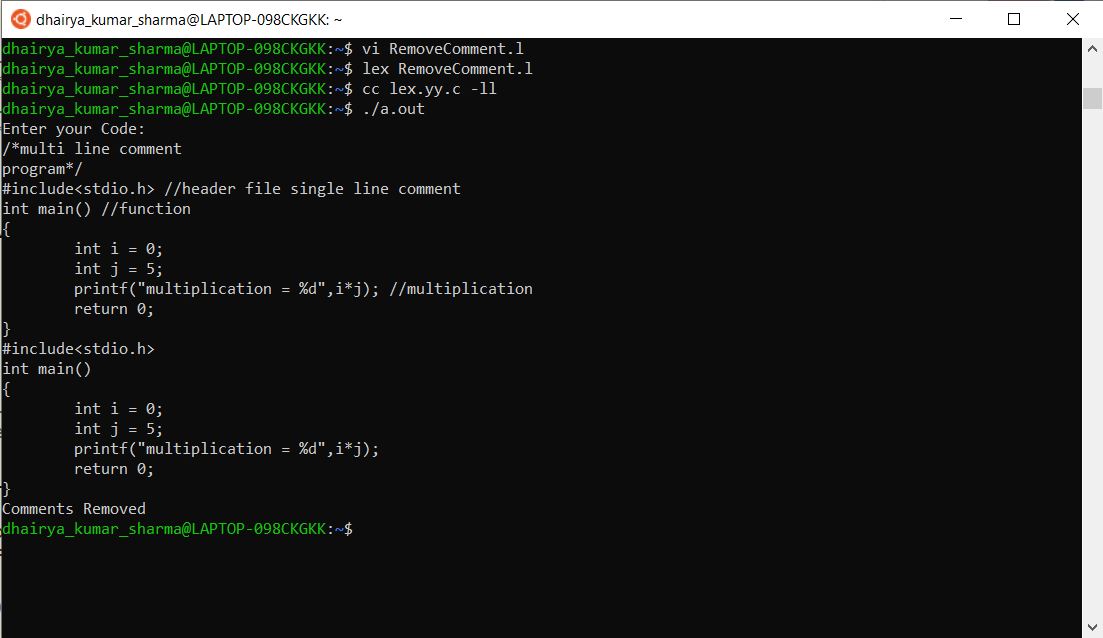 dhairya_kumar_sharma@LAPTOP-098CKGKK: ~
dhairya_kumar_sharma@LAPTOP-098CKGKK:~$ vi RemoveComment.l
dhairya_kumar_sharma@LAPTOP-098CKGKK:~$ lex RemoveComment.l
dhairya_kumar_sharma@LAPTOP-098CKGKK:~$ cc lex.yy.c -ll
dhairya_kumar_sharma@LAPTOP-098CKGKK:~$ ./a.out
Enter your Code:
/*multi line comment
program*/
#include<stdio.h> //header file single line comment
int main() //function
{
        int i = 0;
        int j = 5;
        printf("multiplication = %d",i*j); //multiplication
        return 0;
}
#include<stdio.h>
int main()
{
        int i = 0;
        int j = 5;
        printf("multiplication = %d",i*j);
        return 0;
}
Comments Removed
dhairya_kumar_sharma@LAPTOP-098CKGKK:~$